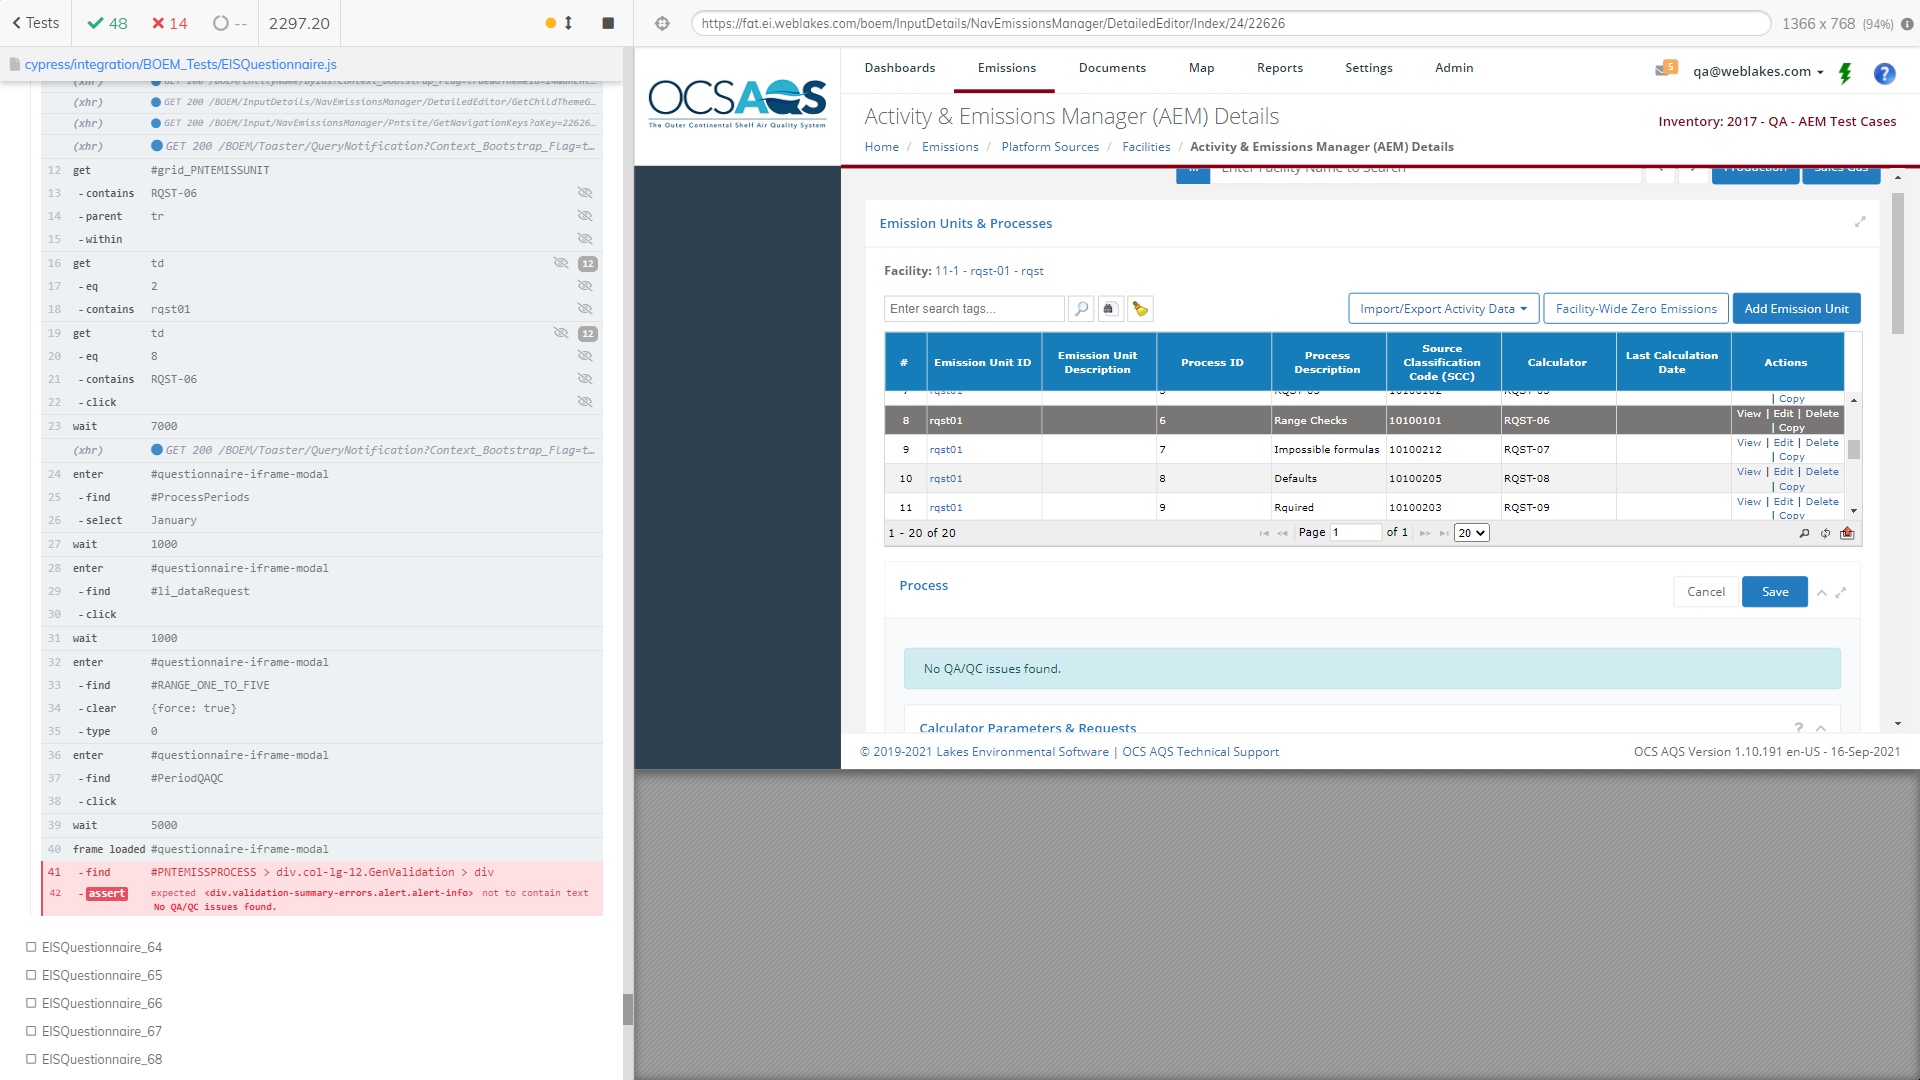 Tests
48
14
--
2297.20
https://fat.ei.weblakes.com/boem/InputDetails/NavEmissionsManager/DetailedEditor/Index/24/22626
1366 x 768 (94%)
cypress/integration/BOEM_Tests/EISQuestionnaire.js
(xhr) GET 200 /BOEM/InputDetails/NavEmissionsManager/DetailedEditor/GetChildThemeG…
(xhr) GET 200 /BOEM/Input/NavEmissionsManager/Pntsite/GetNavigationKeys?aKey=22626…
(xhr) GET 200 /BOEM/Toaster/QueryNotification?Context_Bootstrap_Flag=t…
12 get #grid_PNTEMISSUNIT
13 - contains RQST-06
14 - parent tr
15 - within
16 get td 12
17 - eq 2
18 - contains rqst01
19 get td 12
20 - eq 8
21 - contains RQST-06
22 - click
23 wait 7000
(xhr) GET 200 /BOEM/Toaster/QueryNotification?Context_Bootstrap_Flag=t…
24 enter #questionnaire-iframe-modal
25 - find #ProcessPeriods
26 - select January
27 wait 1000
28 enter #questionnaire-iframe-modal
29 - find #li_dataRequest
30 - click
31 wait 1000
32 enter #questionnaire-iframe-modal
33 - find #RANGE_ONE_TO_FIVE
34 - clear {force: true}
35 - type 0
36 enter #questionnaire-iframe-modal
37 - find #PeriodQAQC
38 - click
39 wait 5000
40 frame loaded #questionnaire-iframe-modal
41 - find #PNTEMISSPROCESS > div.col-lg-12.GenValidation > div
42 - assert expected <div.validation-summary-errors.alert.alert-info> not to contain text
No QA/QC issues found.
EISQuestionnaire_64
EISQuestionnaire_65
EISQuestionnaire_66
EISQuestionnaire_67
EISQuestionnaire_68
OCSAQS
The Outer Continental Shelf Air Quality System
Dashboards Emissions Documents Map Reports Settings Admin
5 qa@weblakes.com ?
Activity & Emissions Manager (AEM) Details
Inventory: 2017 - QA - AEM Test Cases
Home / Emissions / Platform Sources / Facilities / Activity & Emissions Manager (AEM) Details
... Enter Facility Name to Search Production Sales Gas
Emission Units & Processes
Facility: 11-1 - rqst-01 - rqst
Enter search tags... Import/Export Activity Data Facility-Wide Zero Emissions Add Emission Unit
# Emission Unit ID Emission Unit Description Process ID Process Description Source Classification Code (SCC) Calculator Last Calculation Date Actions
7 rqst01 5 RQST-05 10100102 RQST-05 | Copy
8 rqst01 6 Range Checks 10100101 RQST-06 View | Edit | Delete | Copy
9 rqst01 7 Impossible formulas 10100212 RQST-07 View | Edit | Delete | Copy
10 rqst01 8 Defaults 10100205 RQST-08 View | Edit | Delete | Copy
11 rqst01 9 Rquired 10100203 RQST-09 View | Edit | Delete | Copy
1 - 20 of 20 Page 1 of 1 20
Process Cancel Save
No QA/QC issues found.
Calculator Parameters & Requests ?
© 2019-2021 Lakes Environmental Software | OCS AQS Technical Support
OCS AQS Version 1.10.191 en-US - 16-Sep-2021